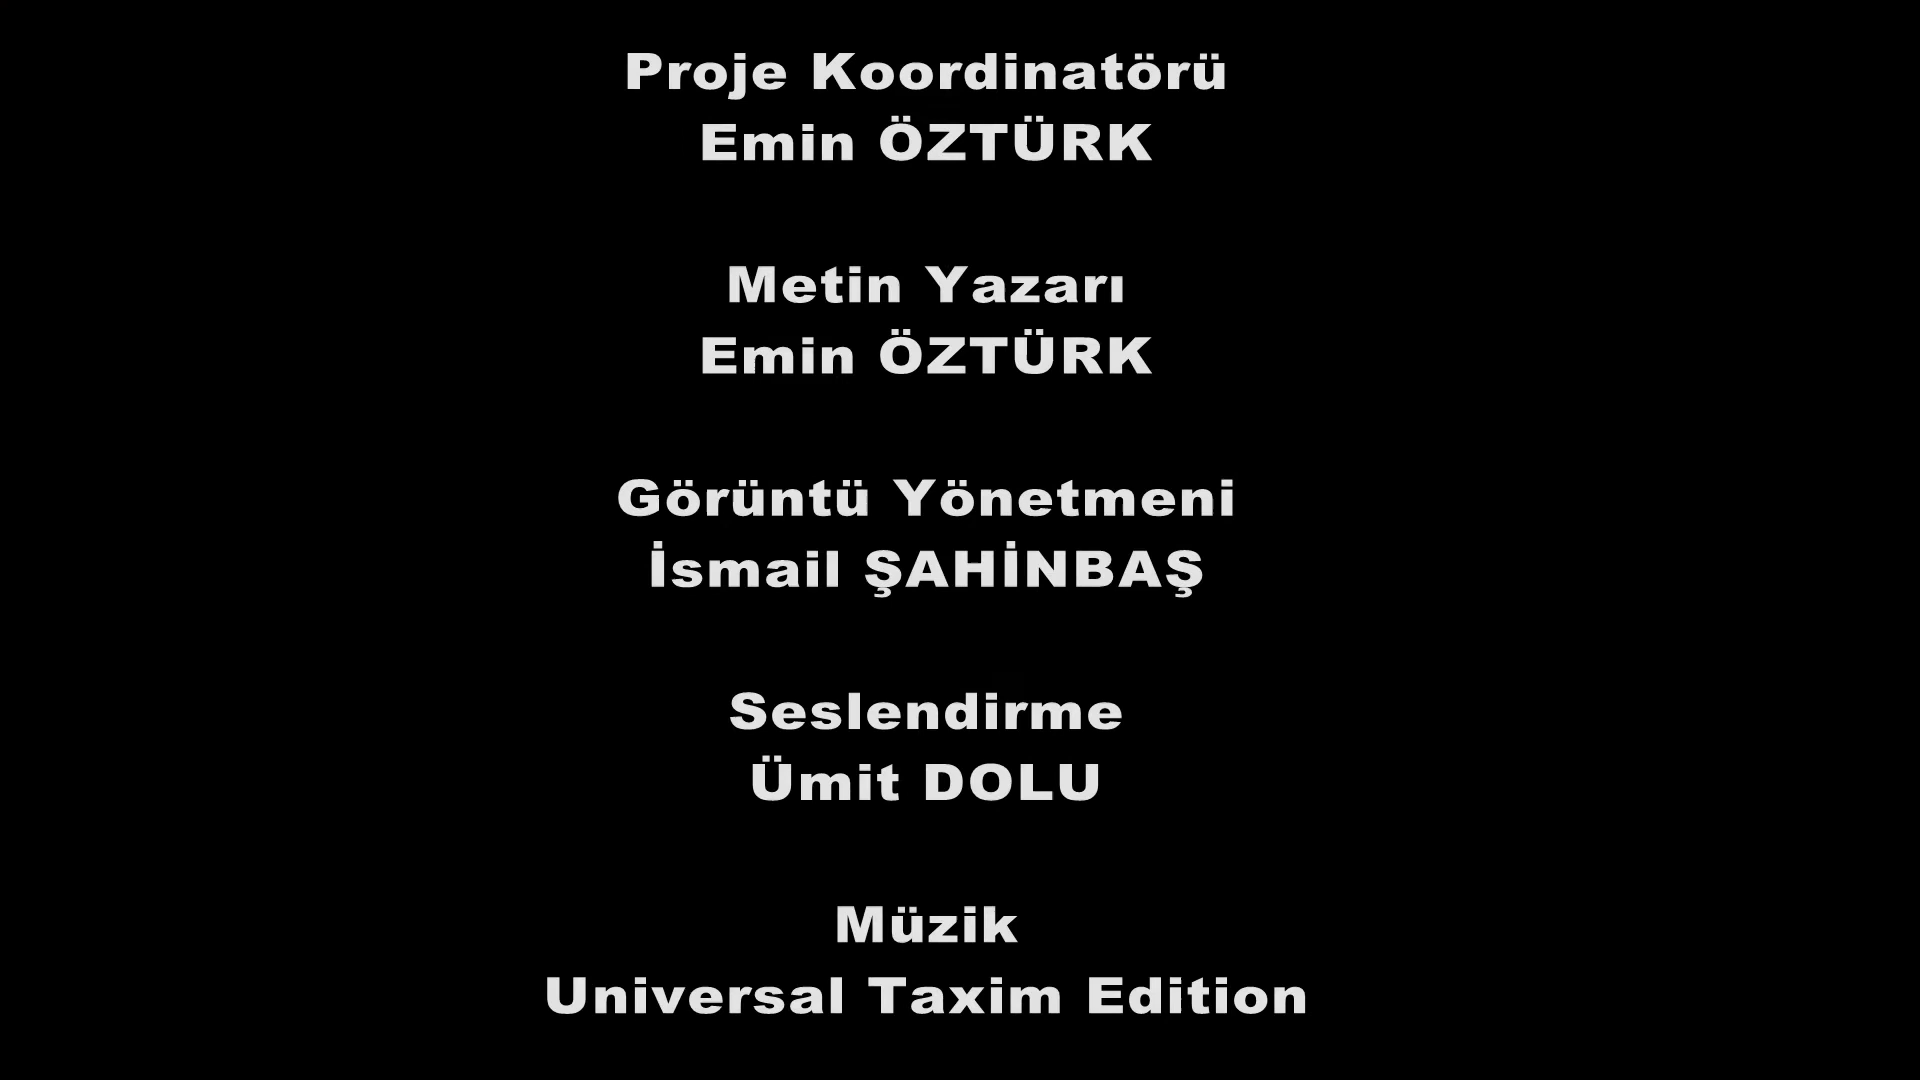 Proje Koordinatörü
Emin ÖZTÜRK
Metin Yazarı
Emin ÖZTÜRK
Görüntü Yönetmeni
İsmail ŞAHİNBAŞ
Seslendirme
Ümit DOLU
Müzik
Universal Taxim Edition